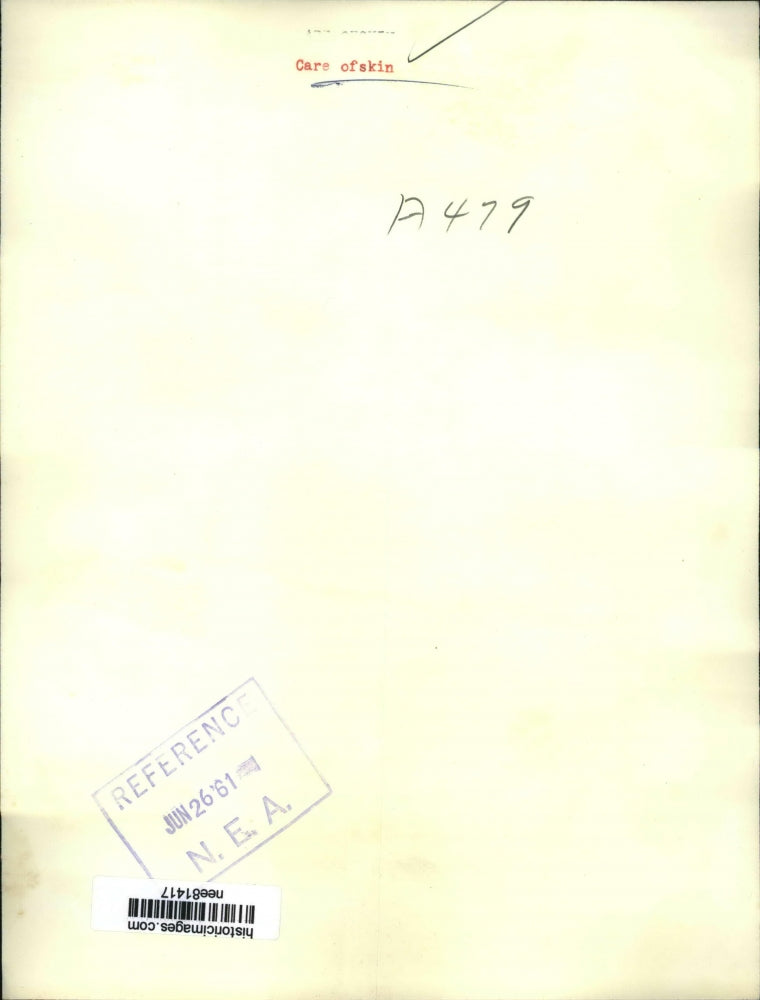 Care ofskin
A479
REFERENCE
JUN 26'61
N. E. A.
nee81417
historicimages.com